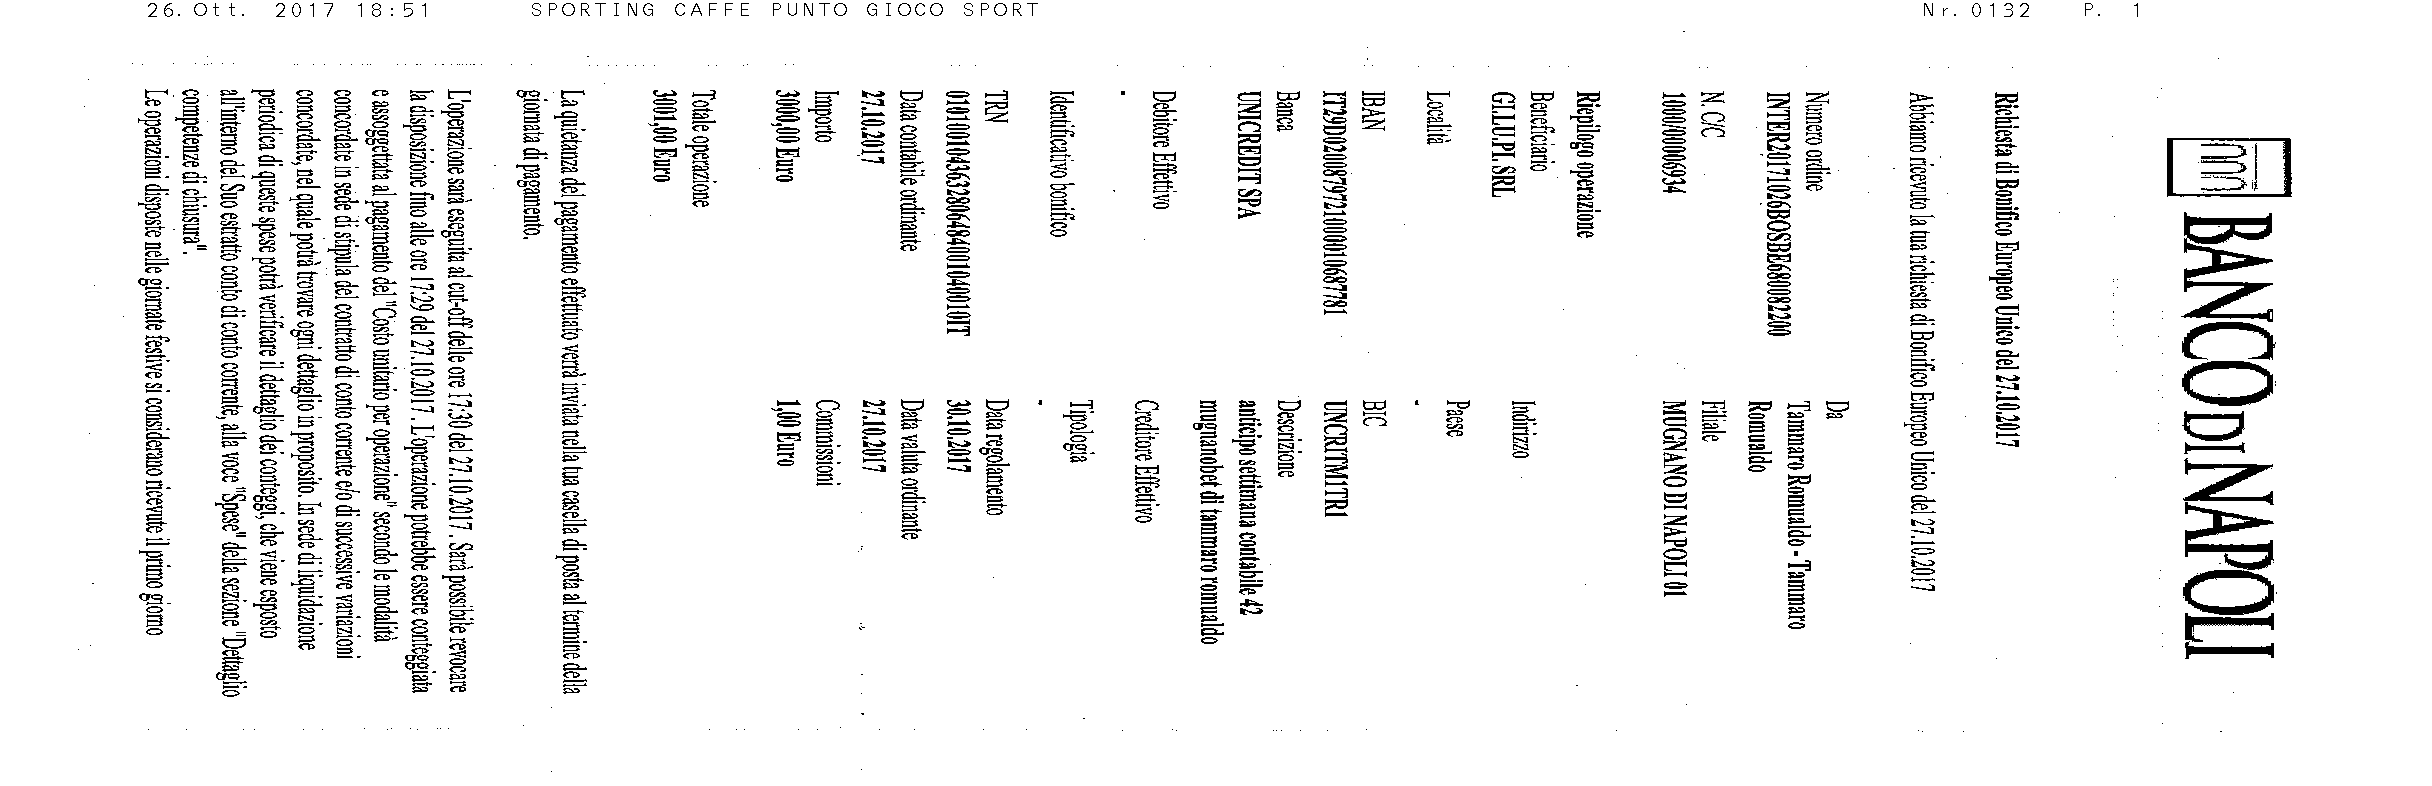 26.Ott. 2017 18:51 SPORTING CAFFE PUNTO GIOCO SPORT Nr.0132 P. 1
BANCO DI NAPOLI
Richiesta di Bonifico Europeo Unico del 27.10.2017
Abbiamo ricevuto la tua richiesta di Bonifico Europeo Unico del 27.10.2017
Numero ordine
INTER20171026BOSBE680082200
Da
Tammaro Romualdo - Tammaro
Romualdo
N. C/C
1000/00006934
Filiale
MUGNANO DI NAPOLI 01
Riepilogo operazione
Beneficiario
GI.LUPI. SRL
Indirizzo
Località
Paese
-
IBAN
IT29D0200879721000010687781
BIC
UNCRITM1TR1
Banca
UNICREDIT SPA
Descrizione
anticipo settimana contabile 42
mugnanobet di tammaro romualdo
Debitore Effettivo
-
Creditore Effettivo
-
Identificativo bonifico
Tipologia
TRN
0101001043632806484001040010IT
Data regolamento
30.10.2017
Data contabile ordinante
27.10.2017
Data valuta ordinante
27.10.2017
Importo
3000,00 Euro
Commissioni
1,00 Euro
Totale operazione
3001,00 Euro
La quietanza del pagamento effettuato verrà inviata nella tua casella di posta al termine della
giornata di pagamento.
L'operazione sarà eseguita al cut-off delle ore 17:30 del 27.10.2017 . Sarà possibile revocare
la disposizione fino alle ore 17:29 del 27.10.2017. L'operazione potrebbe essere conteggiata
e assoggettata al pagamento del "Costo unitario per operazione" secondo le modalità
concordate in sede di stipula del contratto di conto corrente e/o di successive variazioni
concordate, nel quale potrà trovare ogni dettaglio in proposito. In sede di liquidazione
periodica di queste spese potrà verificare il dettaglio dei conteggi, che viene esposto
all'interno del Suo estratto conto di conto corrente, alla voce "Spese" della sezione "Dettaglio
competenze di chiusura".
Le operazioni disposte nelle giornate festive si considerano ricevute il primo giorno